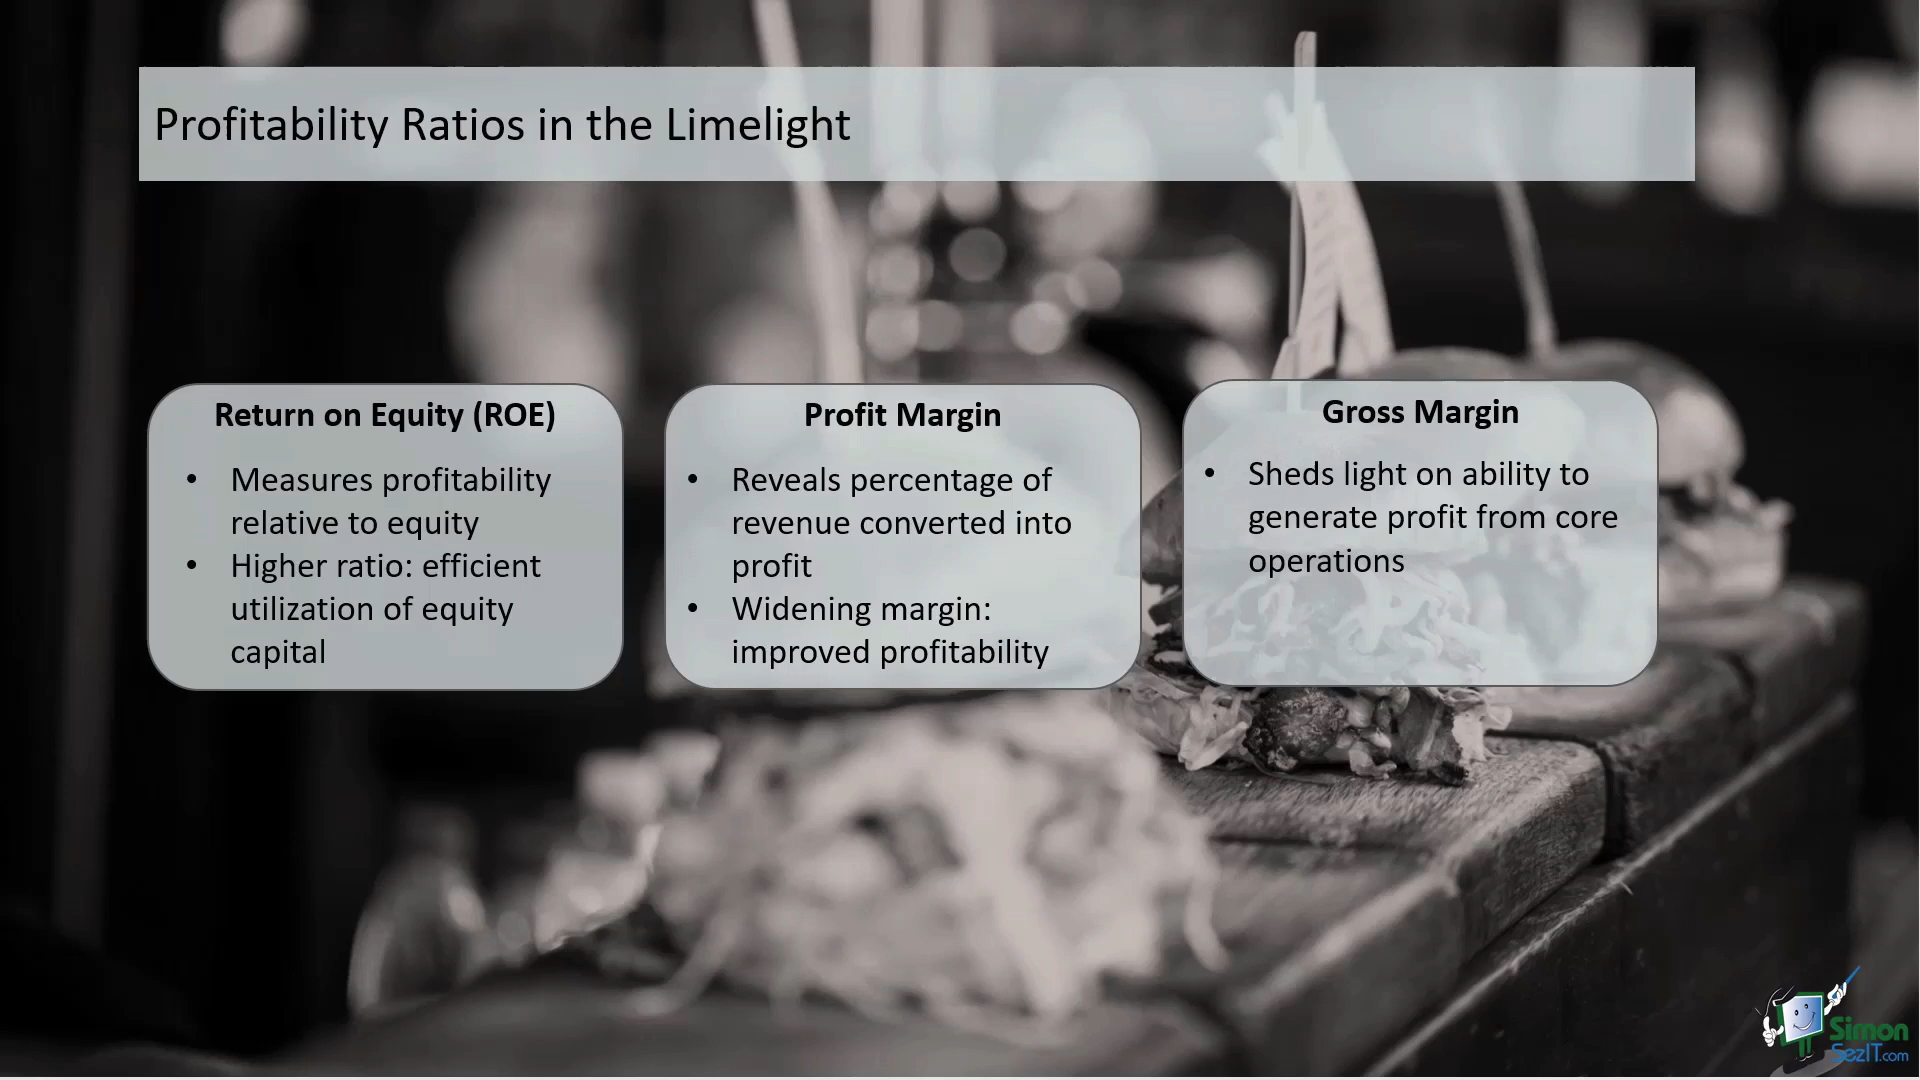 Profitability Ratios in the Limelight
Return on Equity (ROE)
• Measures profitability
relative to equity
• Higher ratio: efficient
utilization of equity
capital
Profit Margin
• Reveals percentage of
revenue converted into
profit
• Widening margin:
improved profitability
Gross Margin
• Sheds light on ability to
generate profit from core
operations
Simon
SezIT.com